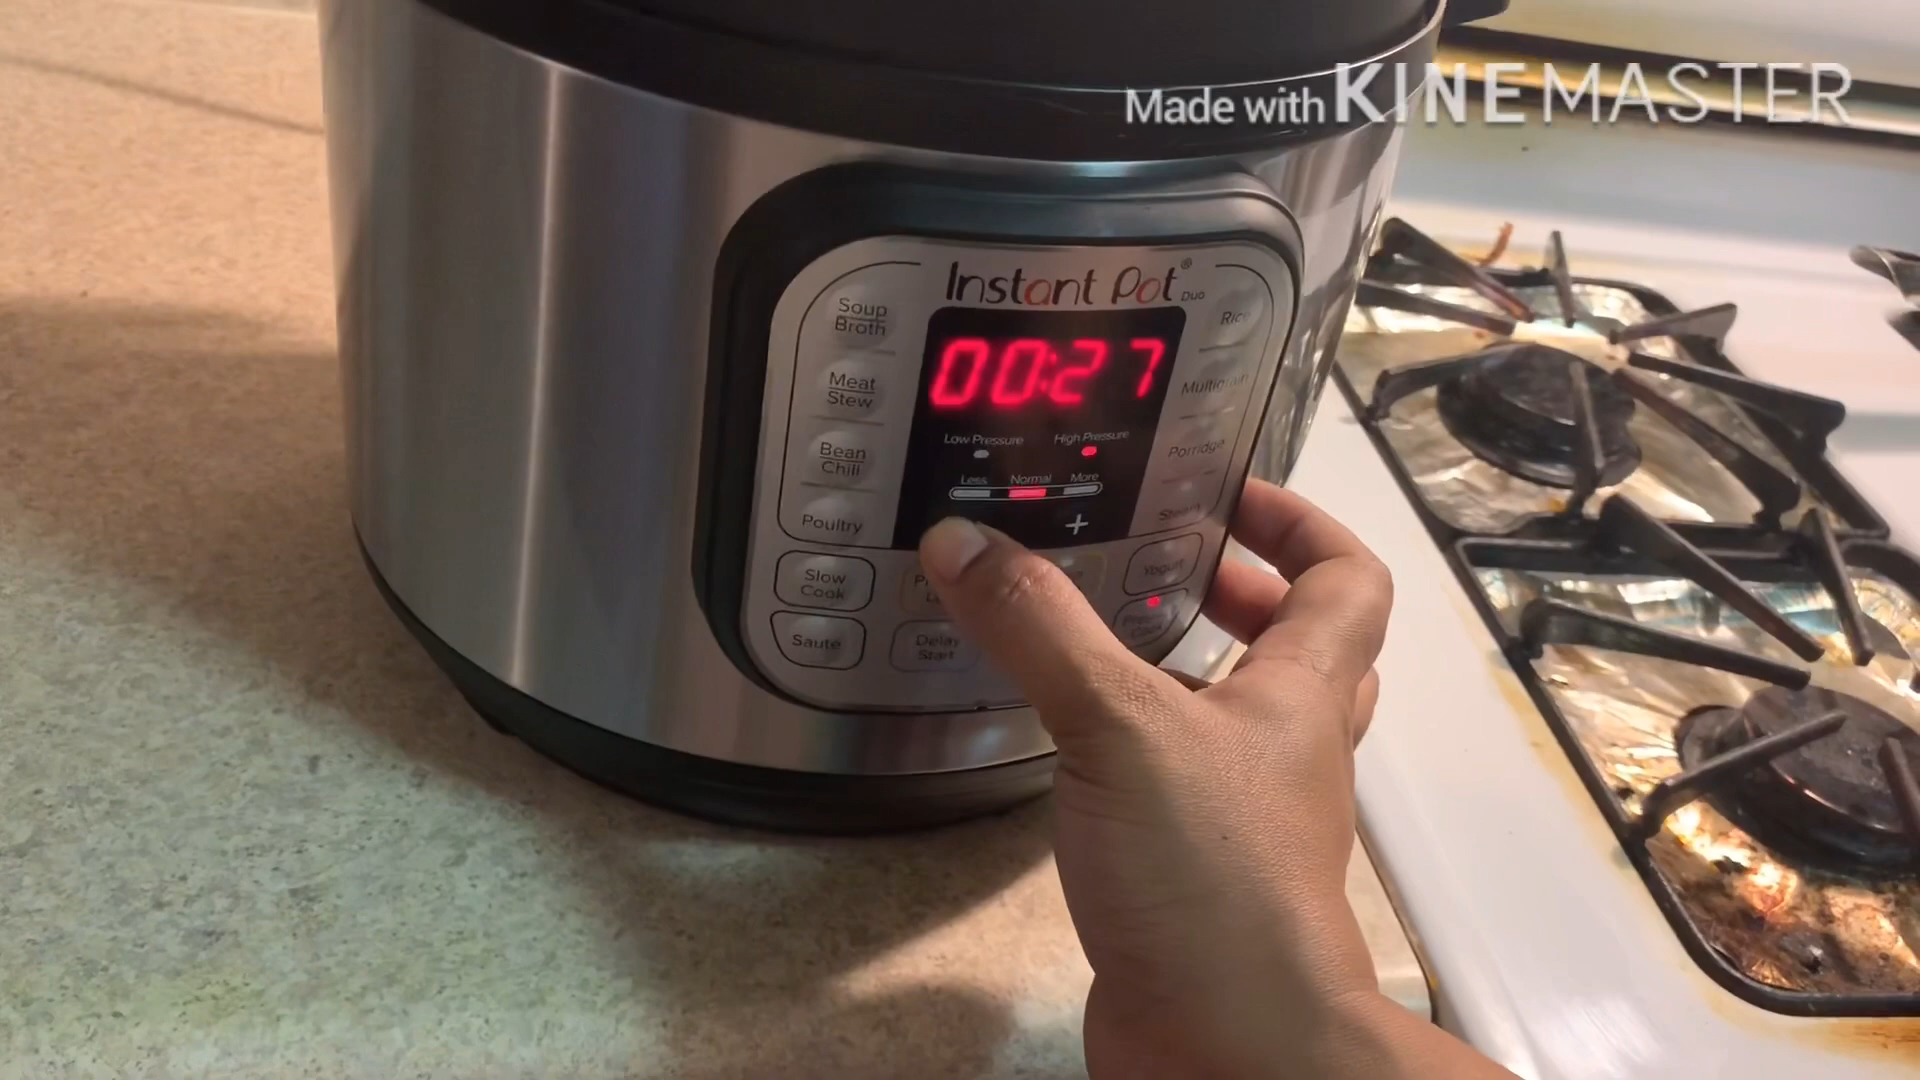 Made with KINEMASTER
Instant Pot®
Duo
Soup
Broth
Meat
Stew
Bean
Chill
Poultry
Slow
Cook
Saute
00:27
Low Pressure
High Pressure
Less
Normal
More
+
Delay
Start
Rice
Multigrain
Porridge
Steam
Yogurt